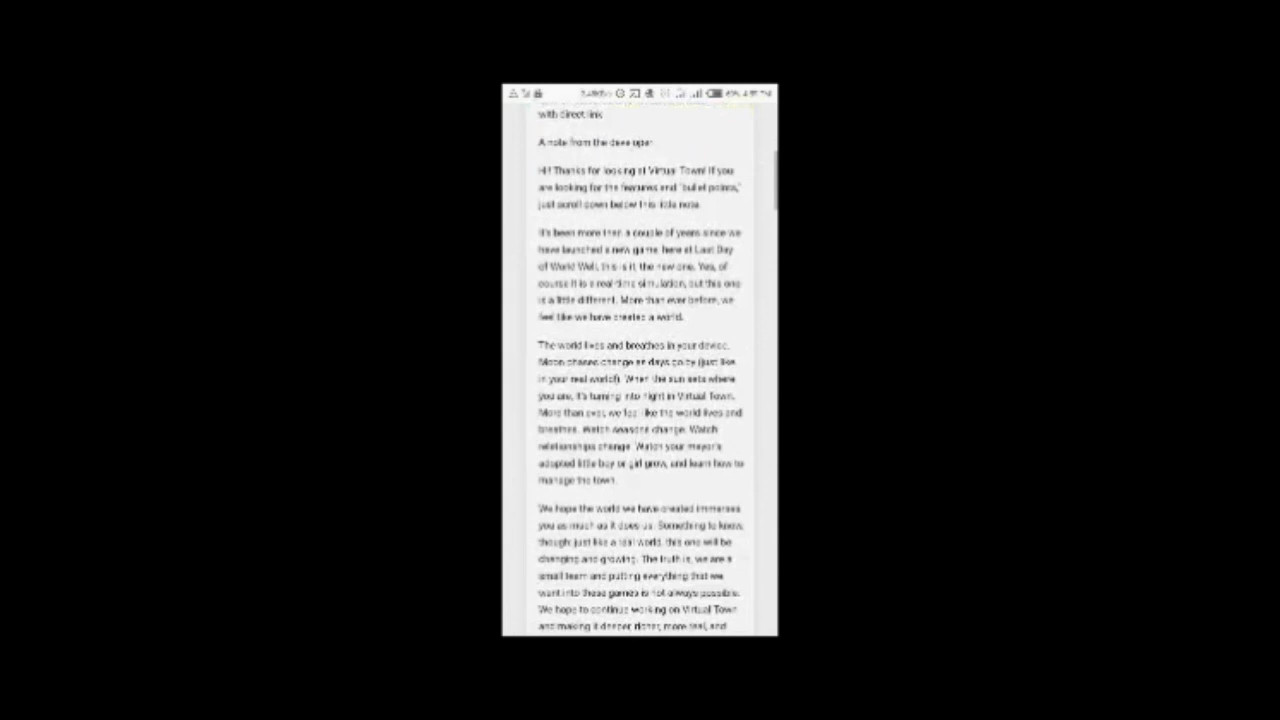 with direct link
A note from the developer
Hi! Thanks for looking at Virtual Town! If you
are looking for the features and "bullet points,"
just scroll down below this little note.
It's been more than a couple of years since we
have launched a new game, here at Last Day
of World Well, this is it, the new one. Yes, of
course it is a real-time simulation, but this one
is a little different. More than ever before, we
feel like we have created a world.
The world lives and breathes in your device.
Moon phases change as days go by (just like
in your real world!). When the sun sets where
you are, it's turning into night in Virtual Town.
More than ever, we feel like the world lives and
breathes. Watch seasons change. Watch
relationships change. Watch your mayor's
adopted little boy or girl grow, and learn how to
manage the town.
We hope the world we have created immerses
you as much as it does us. Something to know,
though: just like a real world, this one will be
changing and growing. The truth is, we are a
small team and putting everything that we
want into these games is not always possible.
We hope to continue working on Virtual Town
and making it deeper, richer, more real, and